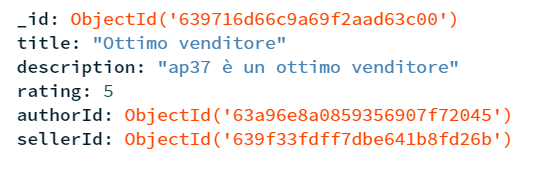 _id: ObjectId('639716d66c9a69f2aad63c00')
title: "Ottimo venditore"
description: "ap37 è un ottimo venditore"
rating: 5
authorId: ObjectId('63a96e8a0859356907f72045')
sellerId: ObjectId('639f33fdff7dbe641b8fd26b')